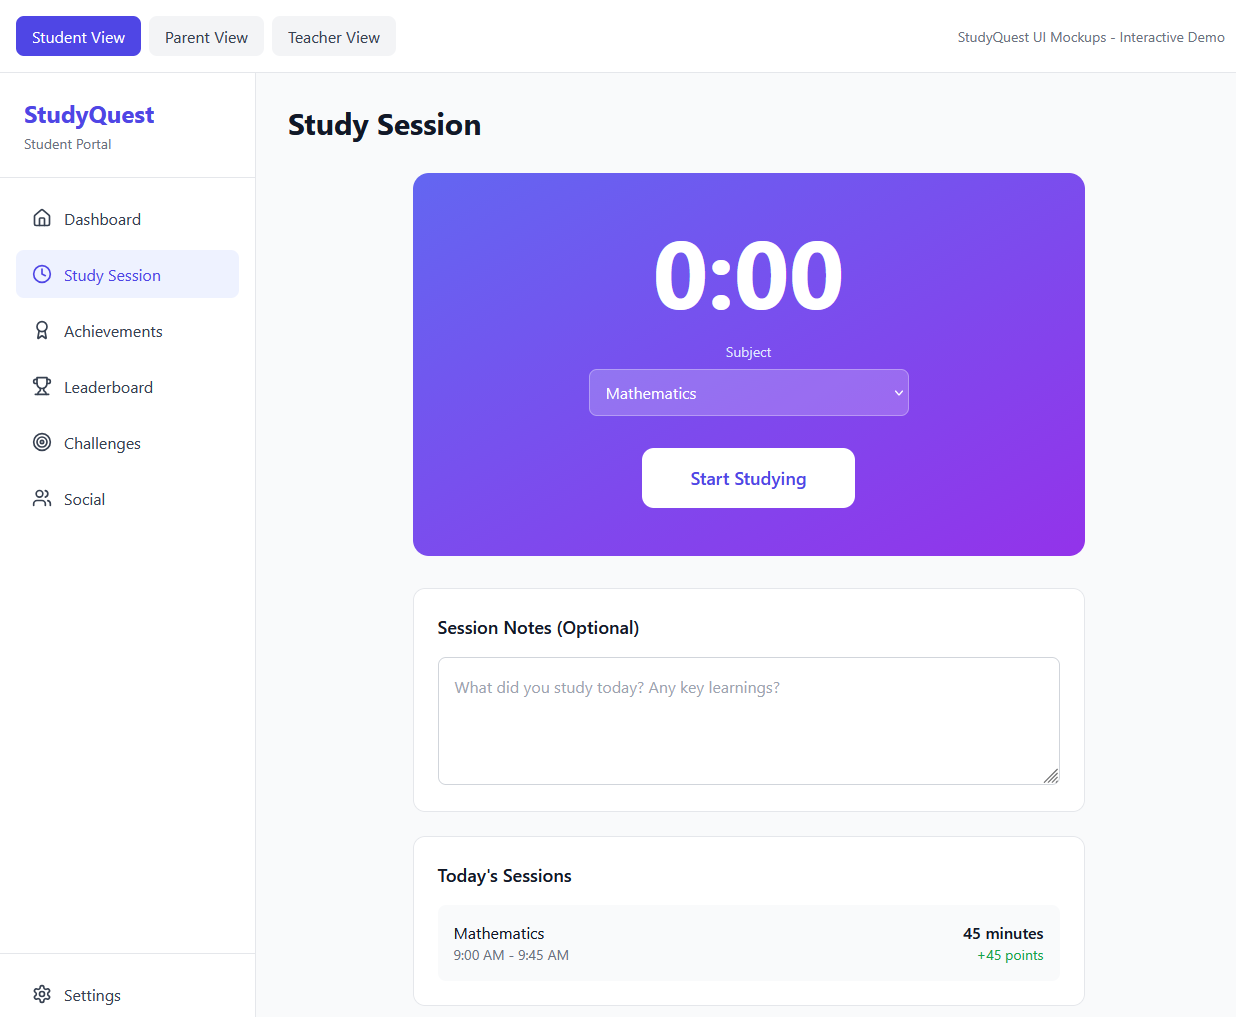 Student View
Parent View
Teacher View
StudyQuest UI Mockups - Interactive Demo
StudyQuest
Student Portal
Dashboard
Study Session
Achievements
Leaderboard
Challenges
Social
Settings
Study Session
0:00
Subject
Mathematics
Start Studying
Session Notes (Optional)
What did you study today? Any key learnings?
Today's Sessions
Mathematics
45 minutes
9:00 AM - 9:45 AM
+45 points